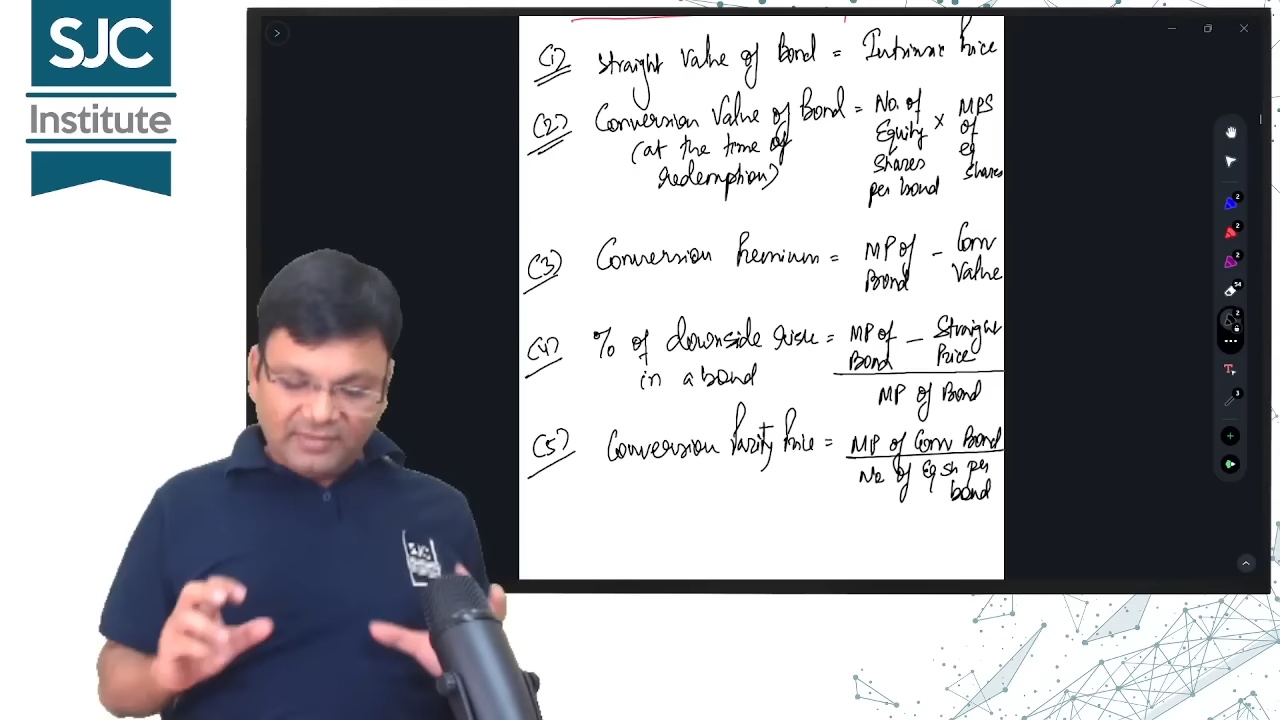 SJC
Institute
(1) Straight Value of Bond = Intrinsic Price
(2) Conversion Value of Bond = No. of Equity shares per bond × MPS of eq shares
(at the time of redemption)
(3) Conversion Premium = MP of Bond - Conv Value
(4) % of downside risk in a bond = MP of Bond - Straight Price
MP of Bond
(5) Conversion Parity Price = MP of Conv Bond
No. of Eq Sh per bond
SJC